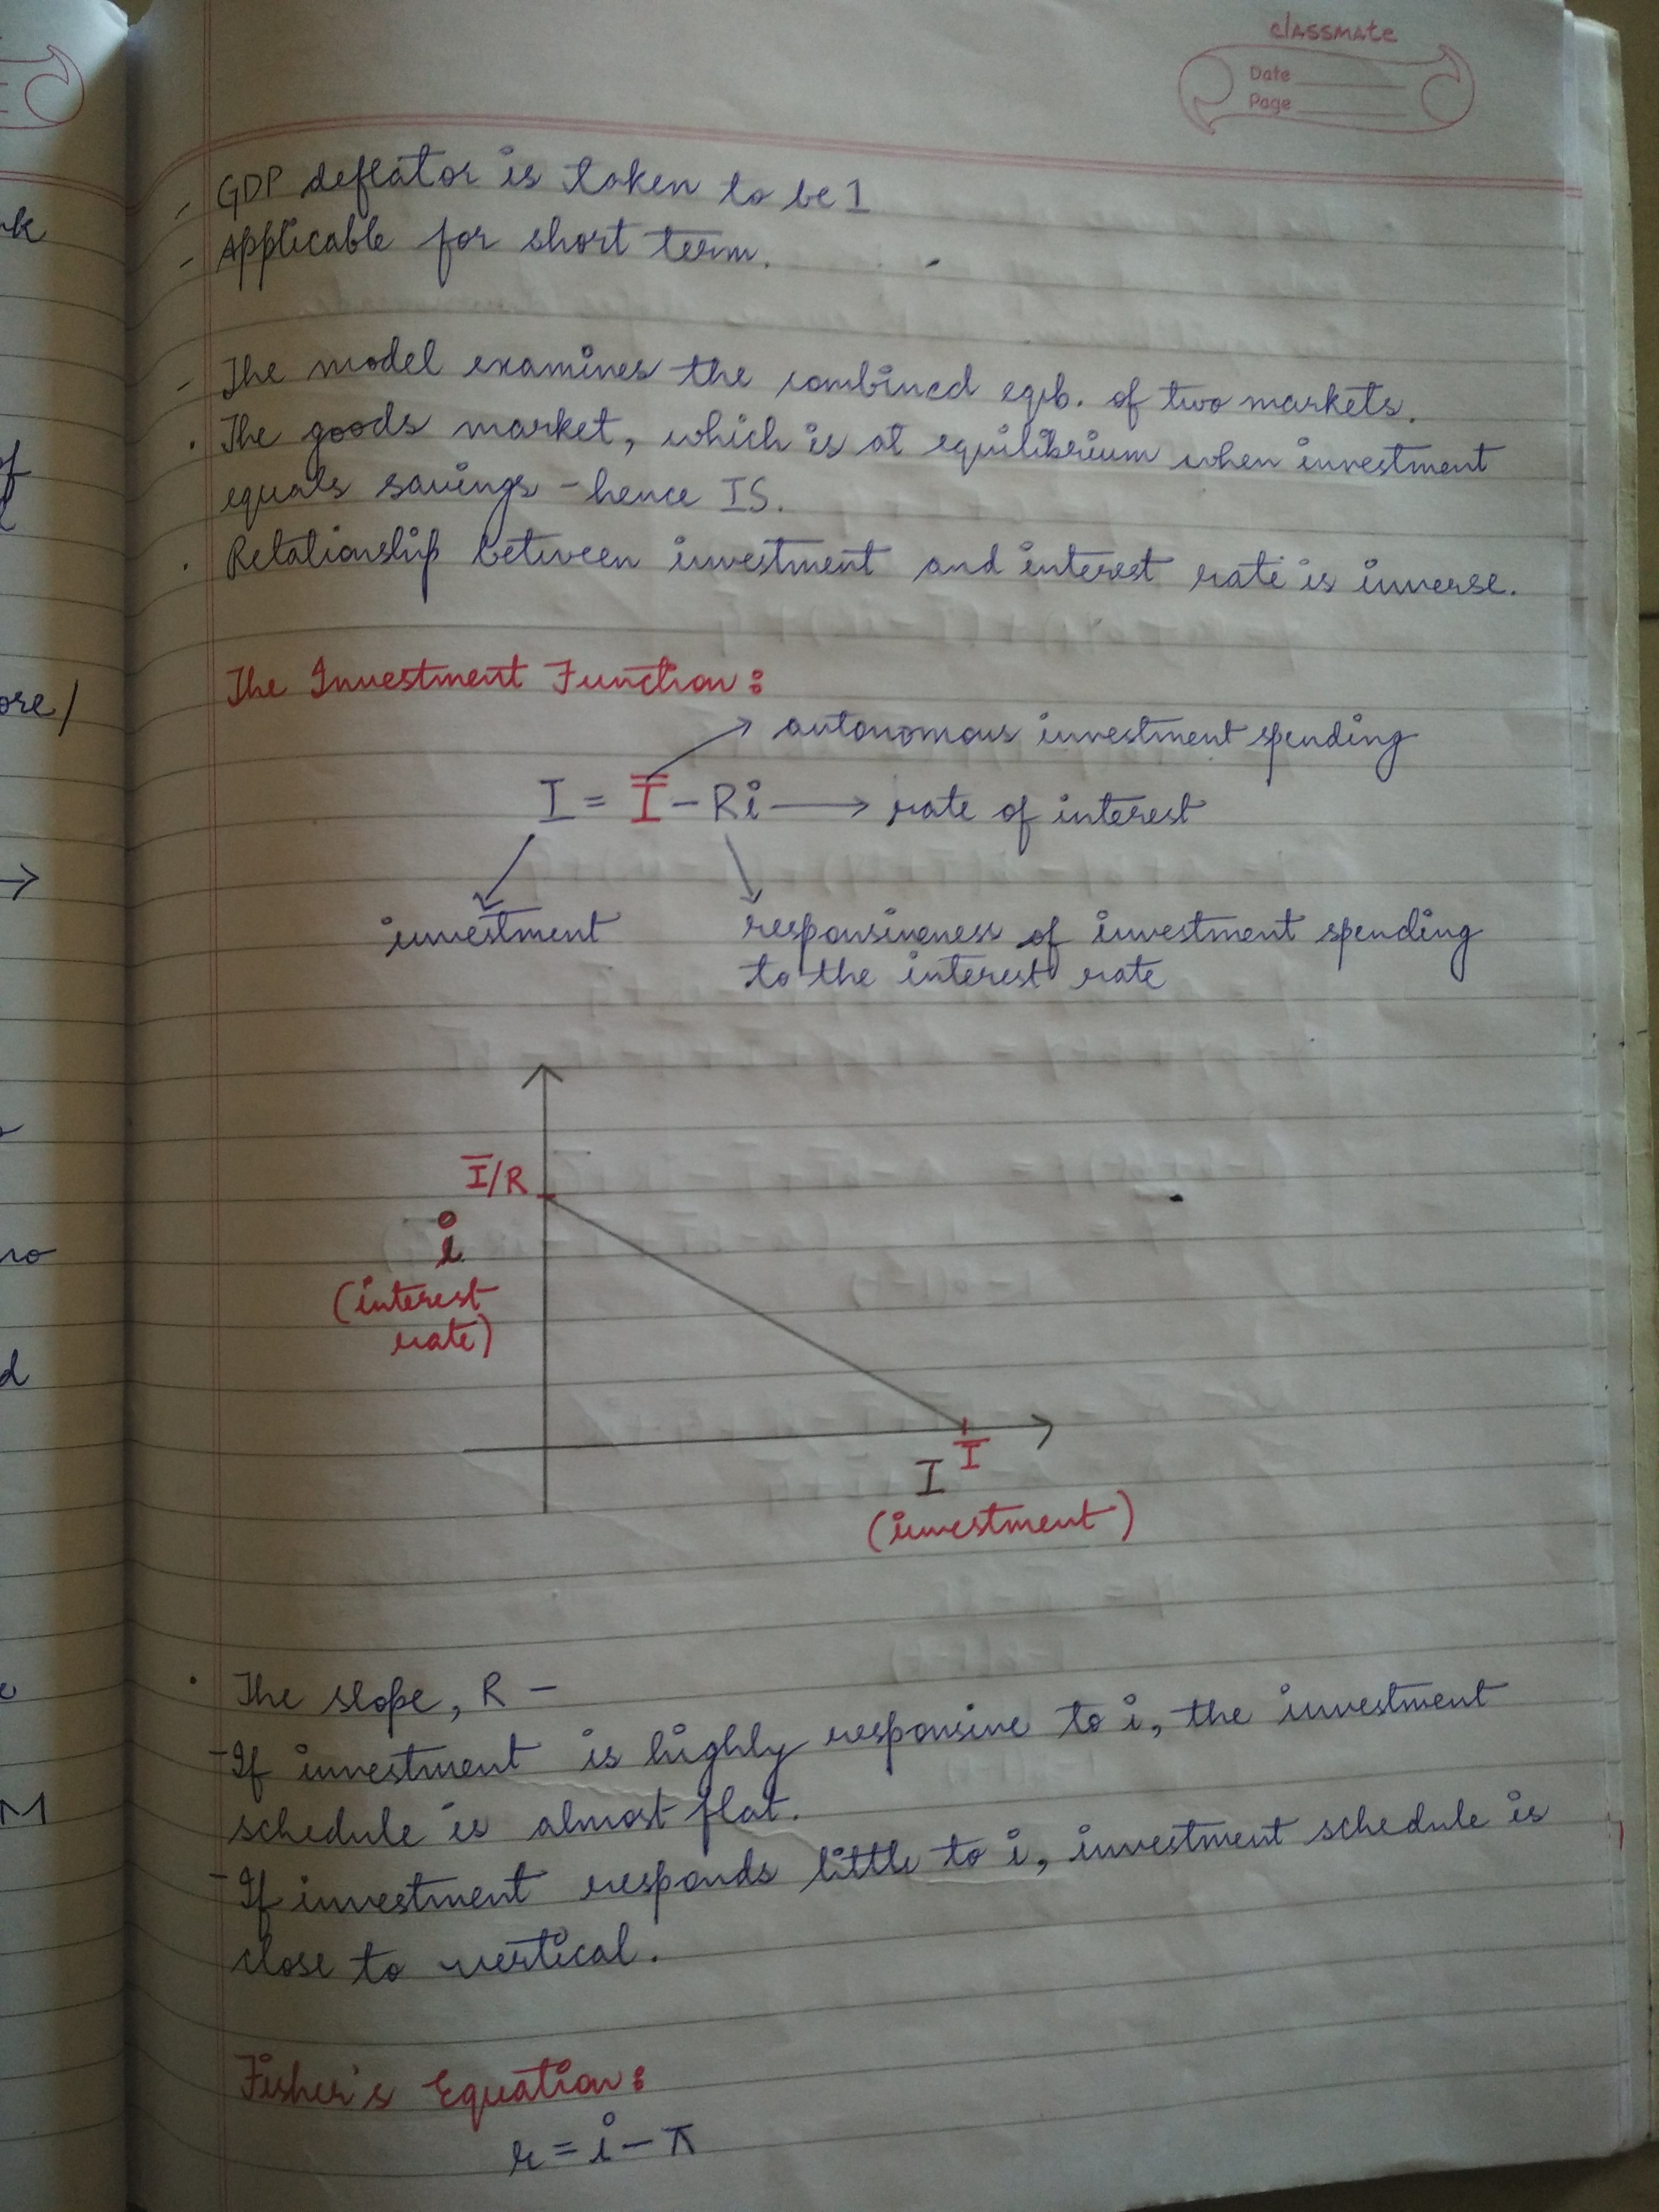 classmate
Date
Page
- GDP deflator is taken to be 1
- Applicable for short term.
- The model examines the combined eqb. of two markets.
· The goods market, which is at equilibrium when investment
equals savings - hence IS.
· Relationship between investment and interest rate is inverse.
The Investment Function:
→ autonomous investment spending
I = Ī - Ri → rate of interest
investment
responsiveness of investment spending
to the interest rate
Ī/R
i
(interest
rate)
Ī
I
(investment)
· The slope, R -
- If investment is highly responsive to i, the investment
schedule is almost flat.
- If investment responds little to i, investment schedule is
close to vertical.
Fisher's Equation:
r = i - π